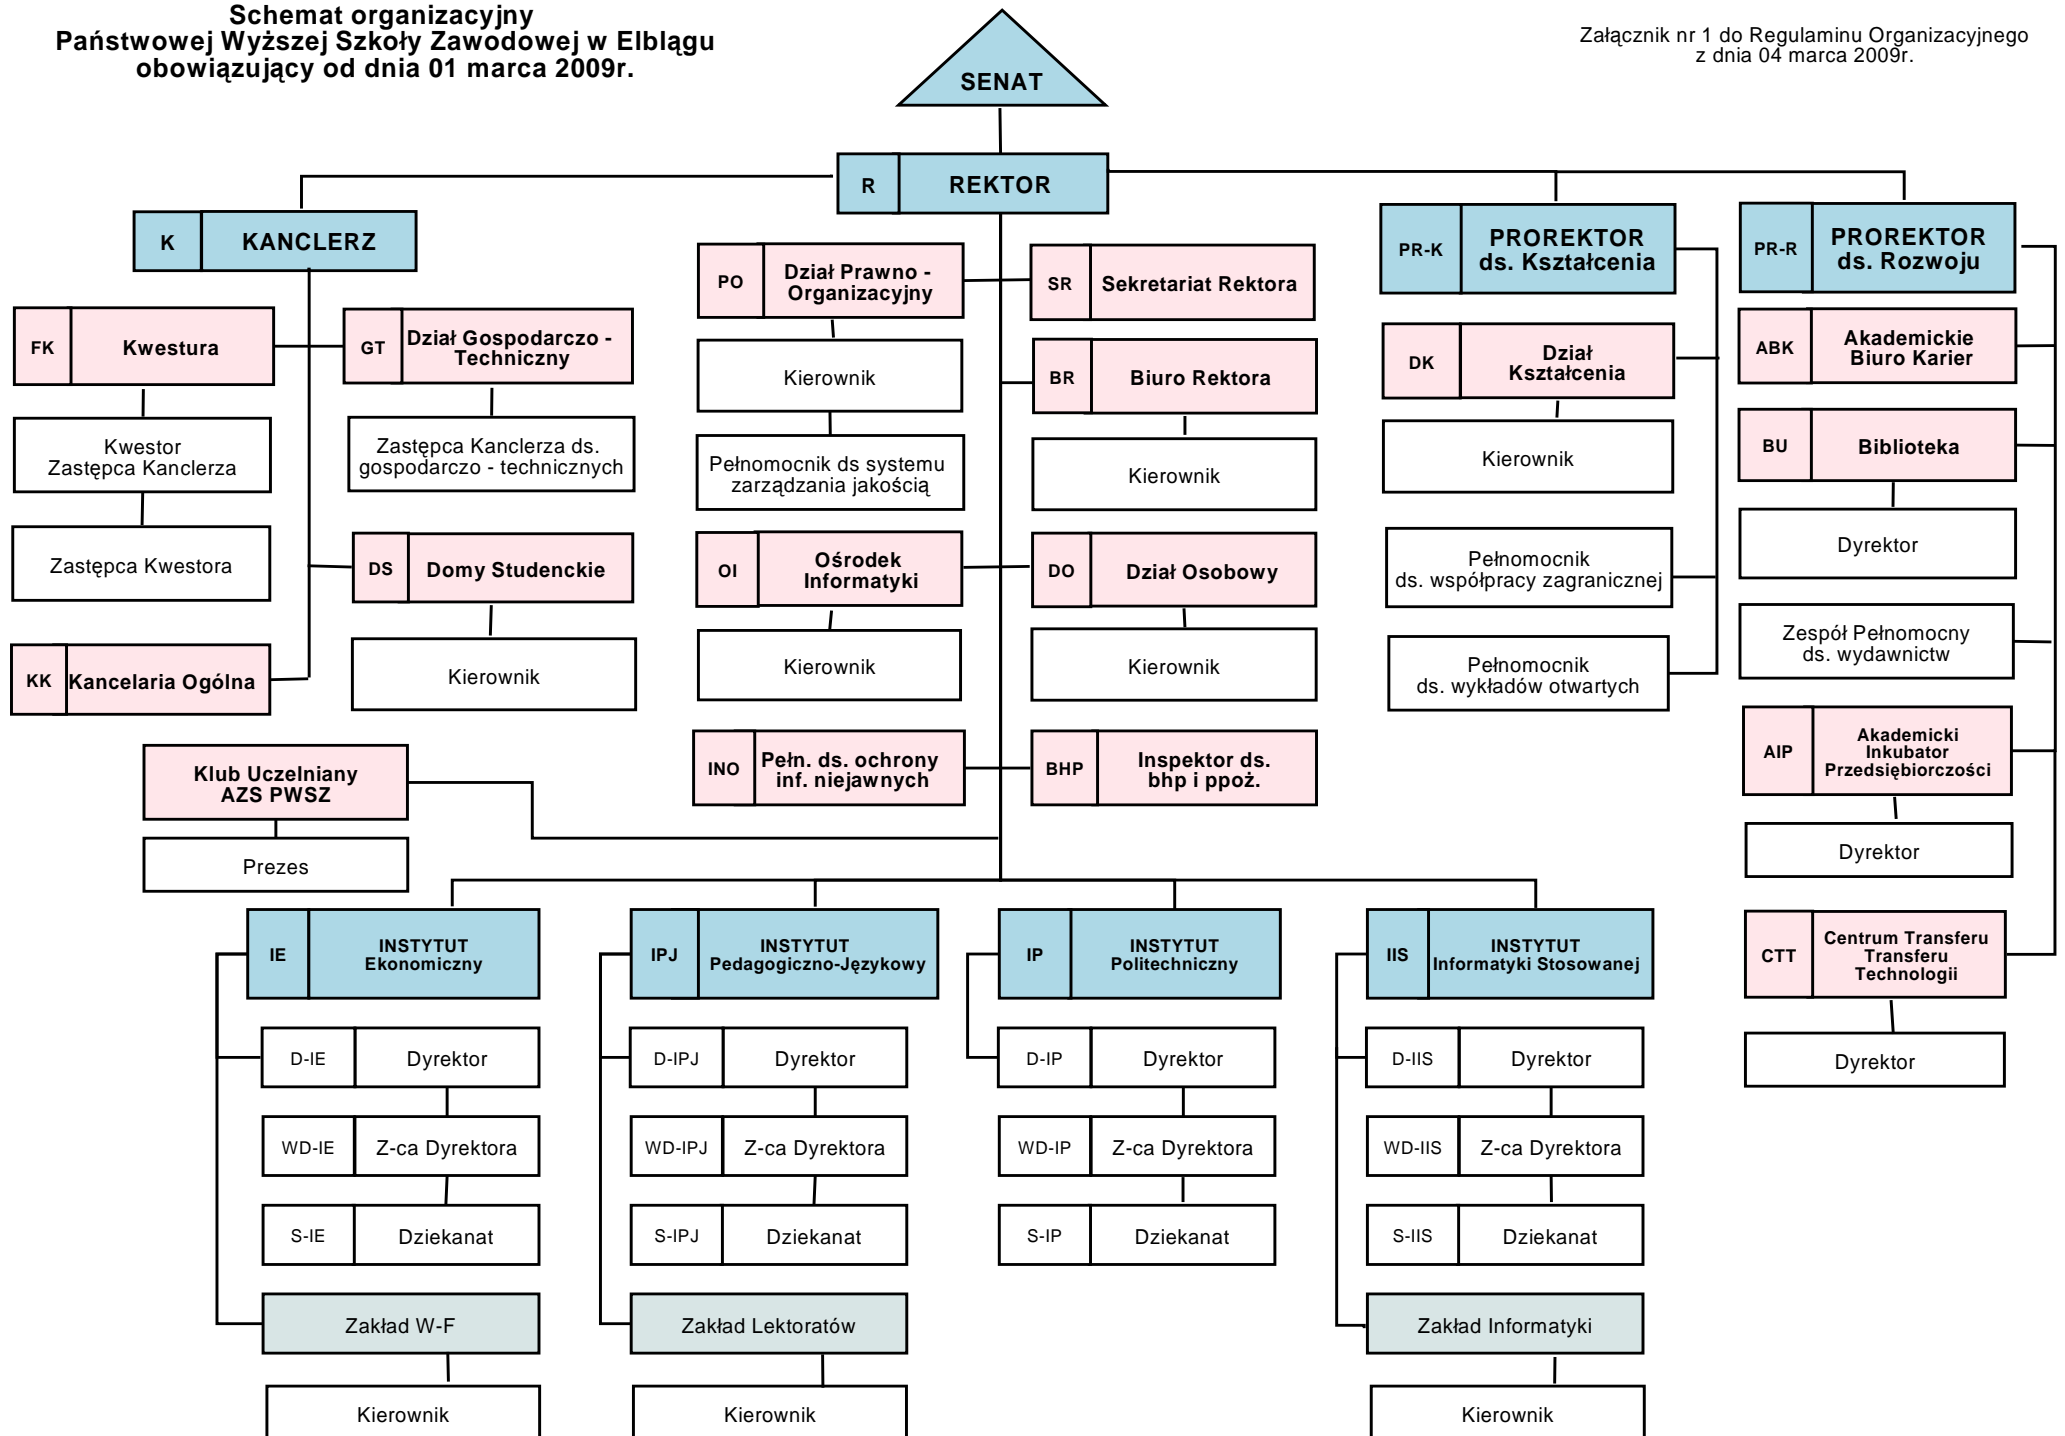 Schemat organizacyjny
Państwowej Wyższej Szkoły Zawodowej w Elblągu
obowiązujący od dnia 01 marca 2009r.
Załącznik nr 1 do Regulaminu Organizacyjnego
z dnia 04 marca 2009r.
SENAT
R REKTOR
K KANCLERZ
PR-K PROREKTOR
ds. Kształcenia
PR-R PROREKTOR
ds. Rozwoju
FK Kwestura
Kwestor
Zastępca Kanclerza
Zastępca Kwestora
KK Kancelaria Ogólna
GT Dział Gospodarczo -
Techniczny
Zastępca Kanclerza ds.
gospodarczo - technicznych
DS Domy Studenckie
Kierownik
PO Dział Prawno -
Organizacyjny
Kierownik
Pełnomocnik ds systemu
zarządzania jakością
OI Ośrodek
Informatyki
Kierownik
INO Pełn. ds. ochrony
inf. niejawnych
SR Sekretariat Rektora
BR Biuro Rektora
Kierownik
DO Dział Osobowy
Kierownik
BHP Inspektor ds.
bhp i ppoż.
DK Dział
Kształcenia
Kierownik
Pełnomocnik
ds. współpracy zagranicznej
Pełnomocnik
ds. wykładów otwartych
ABK Akademickie
Biuro Karier
BU Biblioteka
Dyrektor
Zespół Pełnomocny
ds. wydawnictw
AIP Akademicki
Inkubator
Przedsiębiorczości
Dyrektor
CTT Centrum Transferu
Transferu
Technologii
Dyrektor
Klub Uczelniany
AZS PWSZ
Prezes
IE INSTYTUT
Ekonomiczny
D-IE Dyrektor
WD-IE Z-ca Dyrektora
S-IE Dziekanat
Zakład W-F
Kierownik
IPJ INSTYTUT
Pedagogiczno-Językowy
D-IPJ Dyrektor
WD-IPJ Z-ca Dyrektora
S-IPJ Dziekanat
Zakład Lektoratów
Kierownik
IP INSTYTUT
Politechniczny
D-IP Dyrektor
WD-IP Z-ca Dyrektora
S-IP Dziekanat
IIS INSTYTUT
Informatyki Stosowanej
D-IIS Dyrektor
WD-IIS Z-ca Dyrektora
S-IIS Dziekanat
Zakład Informatyki
Kierownik